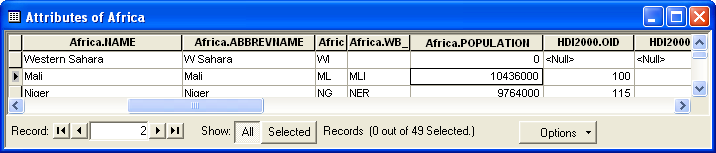 Attributes of Africa
Africa.NAME Africa.ABBREVNAME Afric Africa.WB_ Africa.POPULATION HDI2000.OID HDI2000
Western Sahara W Sahara WI 0 <Null> <Null>
Mali Mali ML MLI 10436000 100
Niger Niger NG NER 9764000 115
Record: 2 Show: All Selected Records (0 out of 49 Selected.) Options